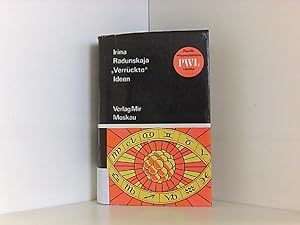 Irina
Radunskaja
„Verrückte“
Ideen
PWL
Verlag Mir
Moskau